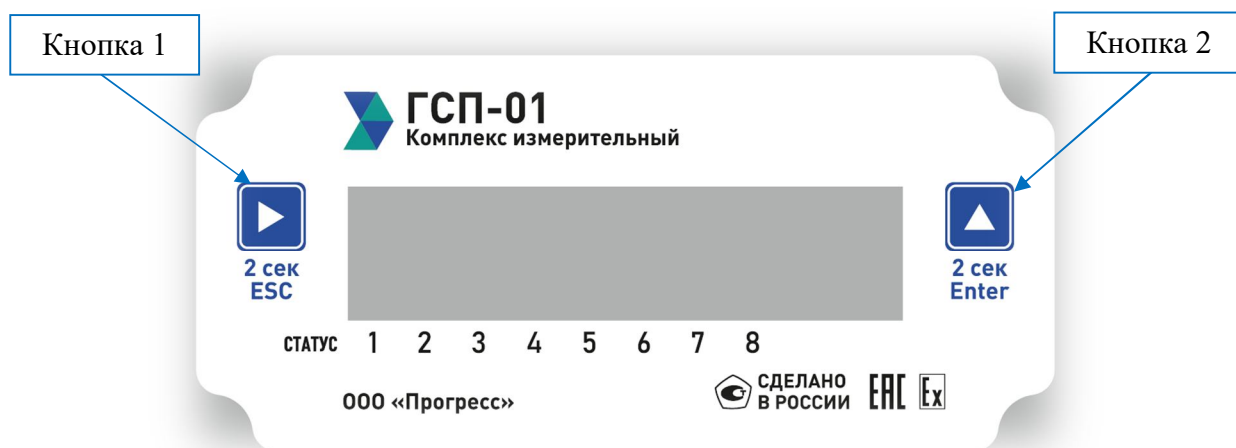 Кнопка 1
Кнопка 2
ГСП-01
Комплекс измерительный
2 сек
ESC
2 сек
Enter
СТАТУС 1 2 3 4 5 6 7 8
ООО «Прогресс»
СДЕЛАНО
В РОССИИ
ЕАС
Ex